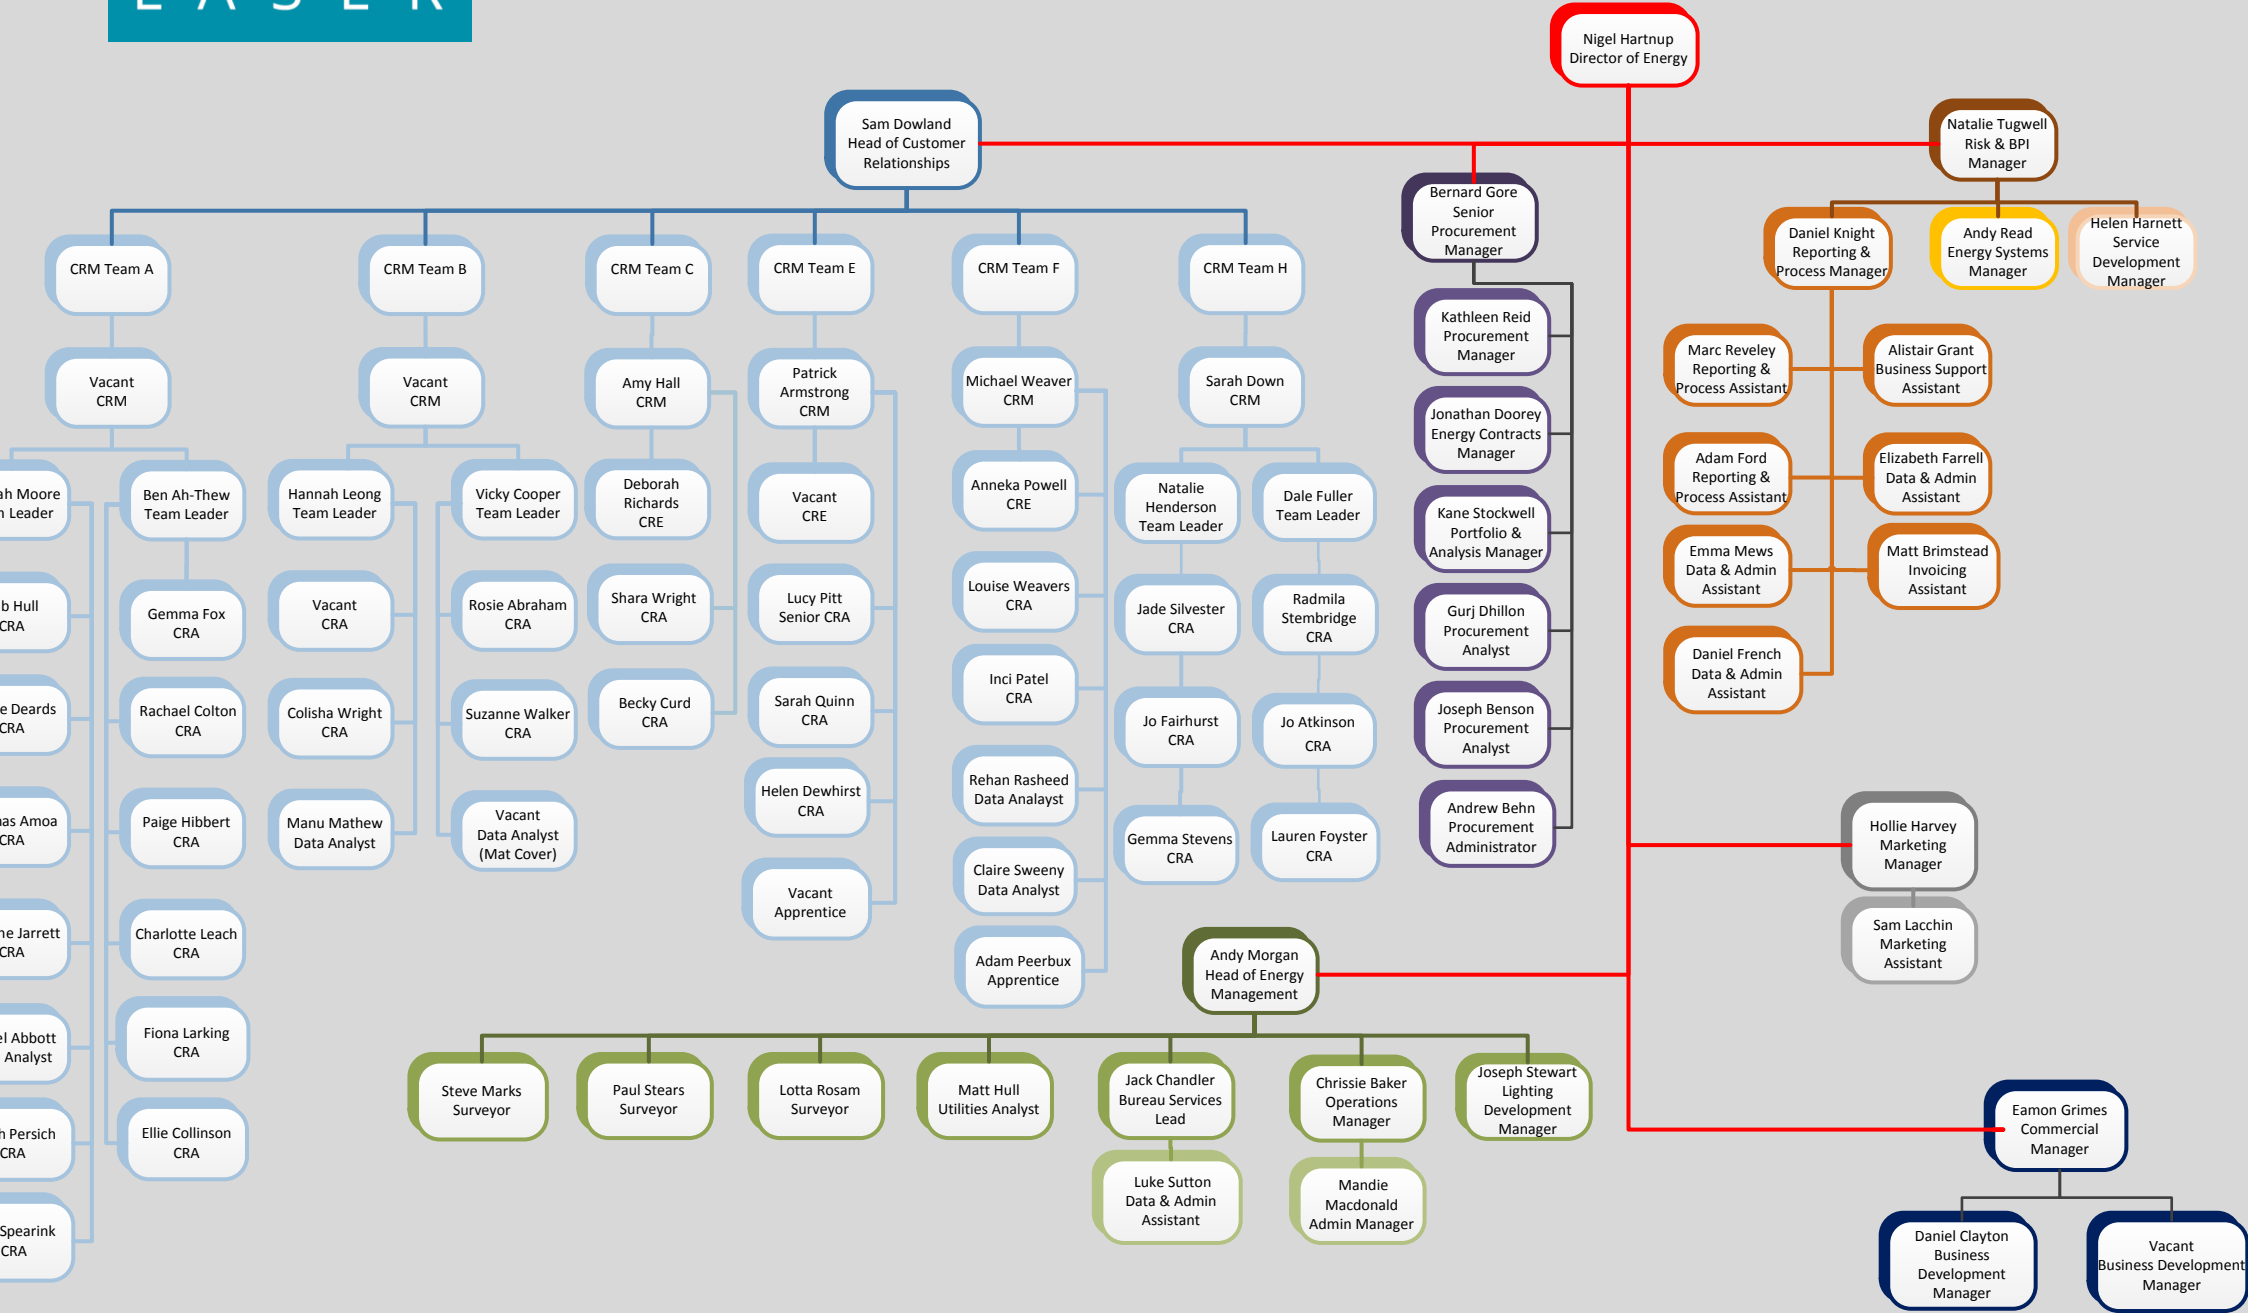 L A S E R
Nigel Hartnup
Director of Energy
Sam Dowland
Head of Customer
Relationships
Natalie Tugwell
Risk & BPI
Manager
Bernard Gore
Senior
Procurement
Manager
Daniel Knight
Reporting &
Process Manager
Andy Read
Energy Systems
Manager
Helen Harnett
Service
Development
Manager
CRM Team A
CRM Team B
CRM Team C
CRM Team E
CRM Team F
CRM Team H
Vacant
CRM
Vacant
CRM
Amy Hall
CRM
Patrick
Armstrong
CRM
Michael Weaver
CRM
Sarah Down
CRM
Moore
Leader
Ben Ah-Thew
Team Leader
Hannah Leong
Team Leader
Vicky Cooper
Team Leader
Deborah
Richards
CRE
Vacant
CRE
Anneka Powell
CRE
Natalie
Henderson
Team Leader
Dale Fuller
Team Leader
Hull
CRA
Gemma Fox
CRA
Vacant
CRA
Rosie Abraham
CRA
Shara Wright
CRA
Lucy Pitt
Senior CRA
Louise Weavers
CRA
Jade Silvester
CRA
Radmila
Stembridge
CRA
Deards
CRA
Rachael Colton
CRA
Colisha Wright
CRA
Suzanne Walker
CRA
Becky Curd
CRA
Sarah Quinn
CRA
Inci Patel
CRA
Jo Fairhurst
CRA
Jo Atkinson
CRA
Amoa
CRA
Paige Hibbert
CRA
Manu Mathew
Data Analyst
Vacant
Data Analyst
(Mat Cover)
Helen Dewhirst
CRA
Rehan Rasheed
Data Analayst
Gemma Stevens
CRA
Lauren Foyster
CRA
Jarrett
CRA
Charlotte Leach
CRA
Vacant
Apprentice
Claire Sweeny
Data Analyst
Abbott
Analyst
Fiona Larking
CRA
Adam Peerbux
Apprentice
Persich
CRA
Ellie Collinson
CRA
Spearink
CRA
Kathleen Reid
Procurement
Manager
Jonathan Doorey
Energy Contracts
Manager
Kane Stockwell
Portfolio &
Analysis Manager
Gurj Dhillon
Procurement
Analyst
Joseph Benson
Procurement
Analyst
Andrew Behn
Procurement
Administrator
Marc Reveley
Reporting &
Process Assistant
Alistair Grant
Business Support
Assistant
Adam Ford
Reporting &
Process Assistant
Elizabeth Farrell
Data & Admin
Assistant
Emma Mews
Data & Admin
Assistant
Matt Brimstead
Invoicing
Assistant
Daniel French
Data & Admin
Assistant
Hollie Harvey
Marketing
Manager
Sam Lacchin
Marketing
Assistant
Andy Morgan
Head of Energy
Management
Steve Marks
Surveyor
Paul Stears
Surveyor
Lotta Rosam
Surveyor
Matt Hull
Utilities Analyst
Jack Chandler
Bureau Services
Lead
Chrissie Baker
Operations
Manager
Joseph Stewart
Lighting
Development
Manager
Luke Sutton
Data & Admin
Assistant
Mandie
Macdonald
Admin Manager
Eamon Grimes
Commercial
Manager
Daniel Clayton
Business
Development
Manager
Vacant
Business Development
Manager